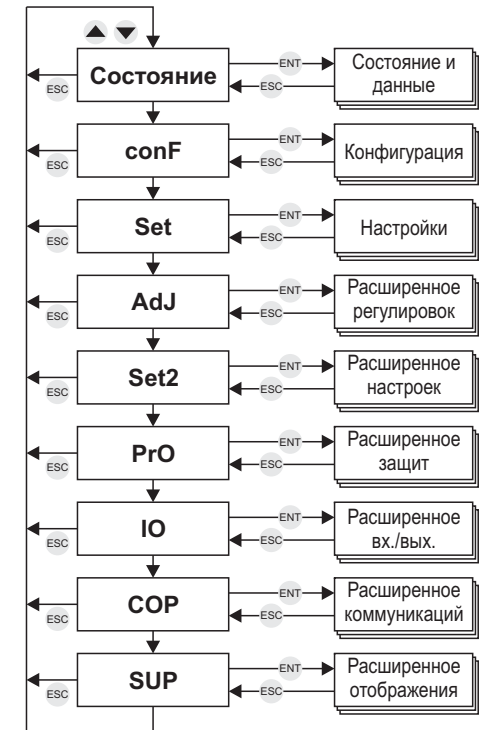 ENT
Состояние
Состояние и
данные
ESC
ESC
ENT
conF
Конфигурация
ESC
ESC
ENT
Set
Настройки
ESC
ESC
ENT
AdJ
Расширенное
регулировок
ESC
ESC
ENT
Set2
Расширенное
настроек
ESC
ESC
ENT
PrO
Расширенное
защит
ESC
ESC
ENT
IO
Расширенное
вх./вых.
ESC
ESC
ENT
COP
Расширенное
коммуникаций
ESC
ESC
ENT
SUP
Расширенное
отображения
ESC
ESC